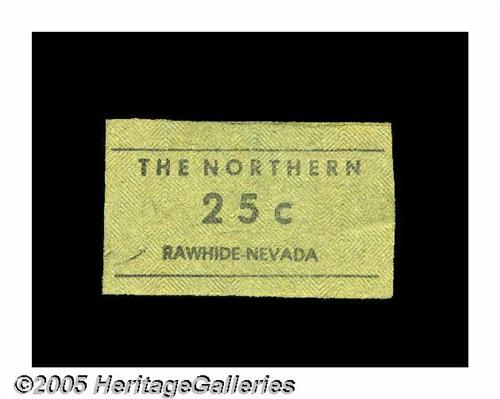 THE NORTHERN
25c
RAWHIDE-NEVADA
©2005 HeritageGalleries